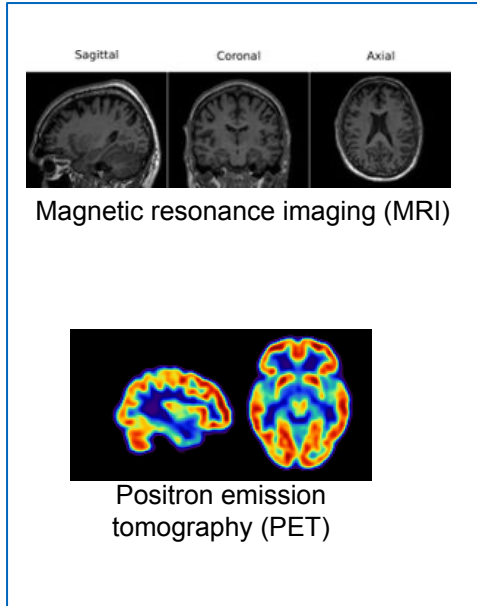 Sagittal Coronal Axial
Magnetic resonance imaging (MRI)
Positron emission
tomography (PET)